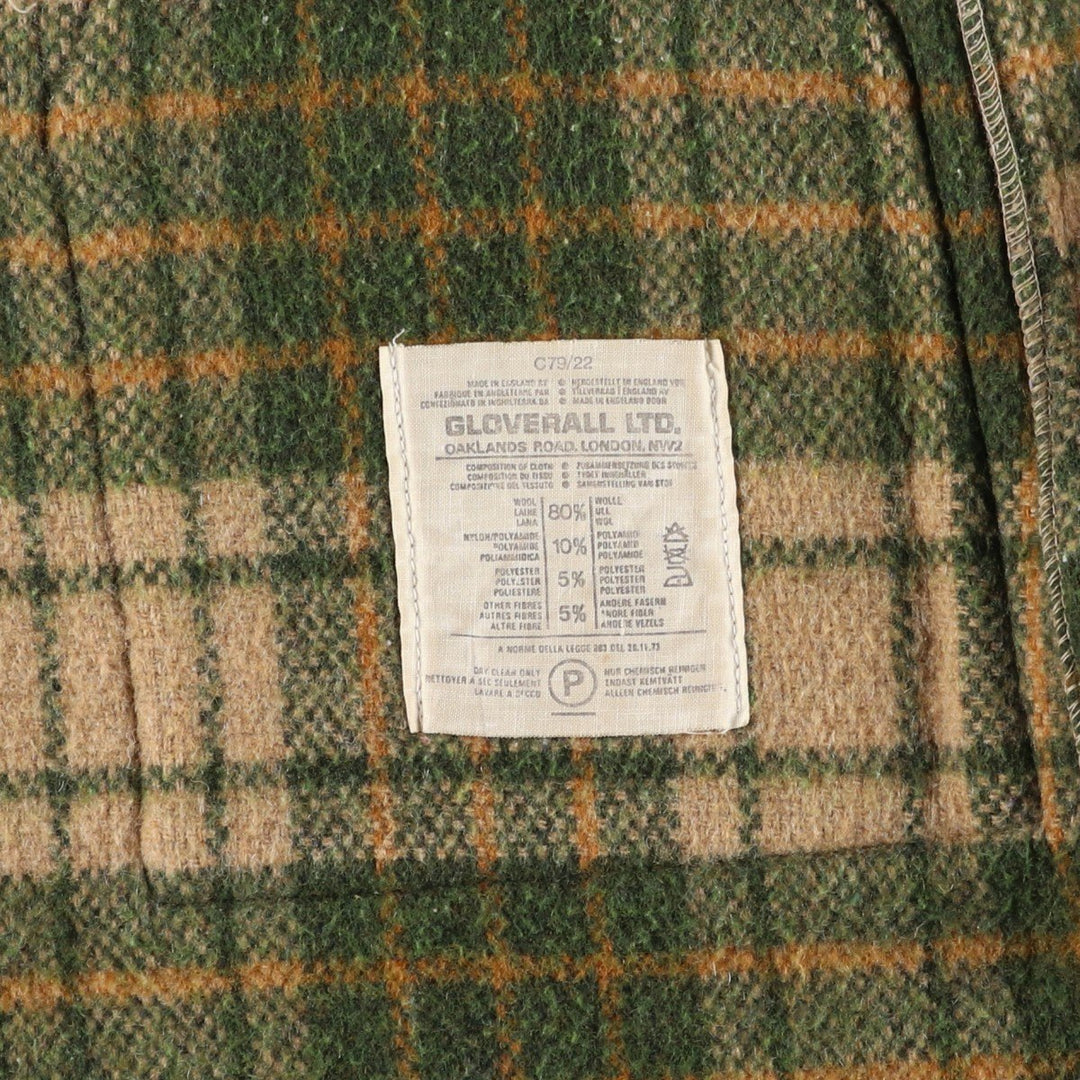 C79/22
MADE IN ENGLAND BY ● HERGESTELLT IN ENGLAND VON
FABRIQUE EN ANGLETERRE PAR ● TILLVERKAD I ENGLAND AV
CONFEZIONATO IN INGHILTERRA DA ● MADE IN ENGELAND DOOR
GLOVERALL LTD.
OAKLANDS ROAD, LONDON, NW2
COMPOSITION OF CLOTH ● ZUSAMMENSETZUNG DES STOFFES
COMPOSITION DU TISSU ● TYGET INNEHÅLLER
COMPOSIZIONE DEL TESSUTO ● SAMENSTELLING VAN STOF
WOOL WOLLE
LAINE 80% ULL
LANA WOL
NYLON/POLYAMIDE POLYAMID
POLYAMIDE 10% POLYAMID
POLIAMMIDICA POLYAMIDE
POLYESTER POLYESTER
POLYESTER 5% POLYESTER
POLIESTERE POLYESTER
OTHER FIBRES ANDERE FASERN
AUTRES FIBRES 5% ANDRE FIBER
ALTRE FIBRE ANDERE VEZELS
A NORME DELLA LEGGE 883 DEL 26.11.73
DRY CLEAN ONLY NUR CHEMISCH REINIGEN
NETTOYER A SEC SEULEMENT P ENDAST KEMTVATT
LAVARE A SECCO ALLEEN CHEMISCH REINIGEN